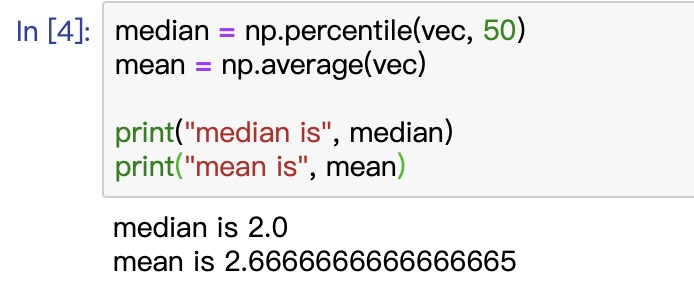 In [4]: median = np.percentile(vec, 50)
mean = np.average(vec)
print("median is", median)
print("mean is", mean)
median is 2.0
mean is 2.6666666666666665